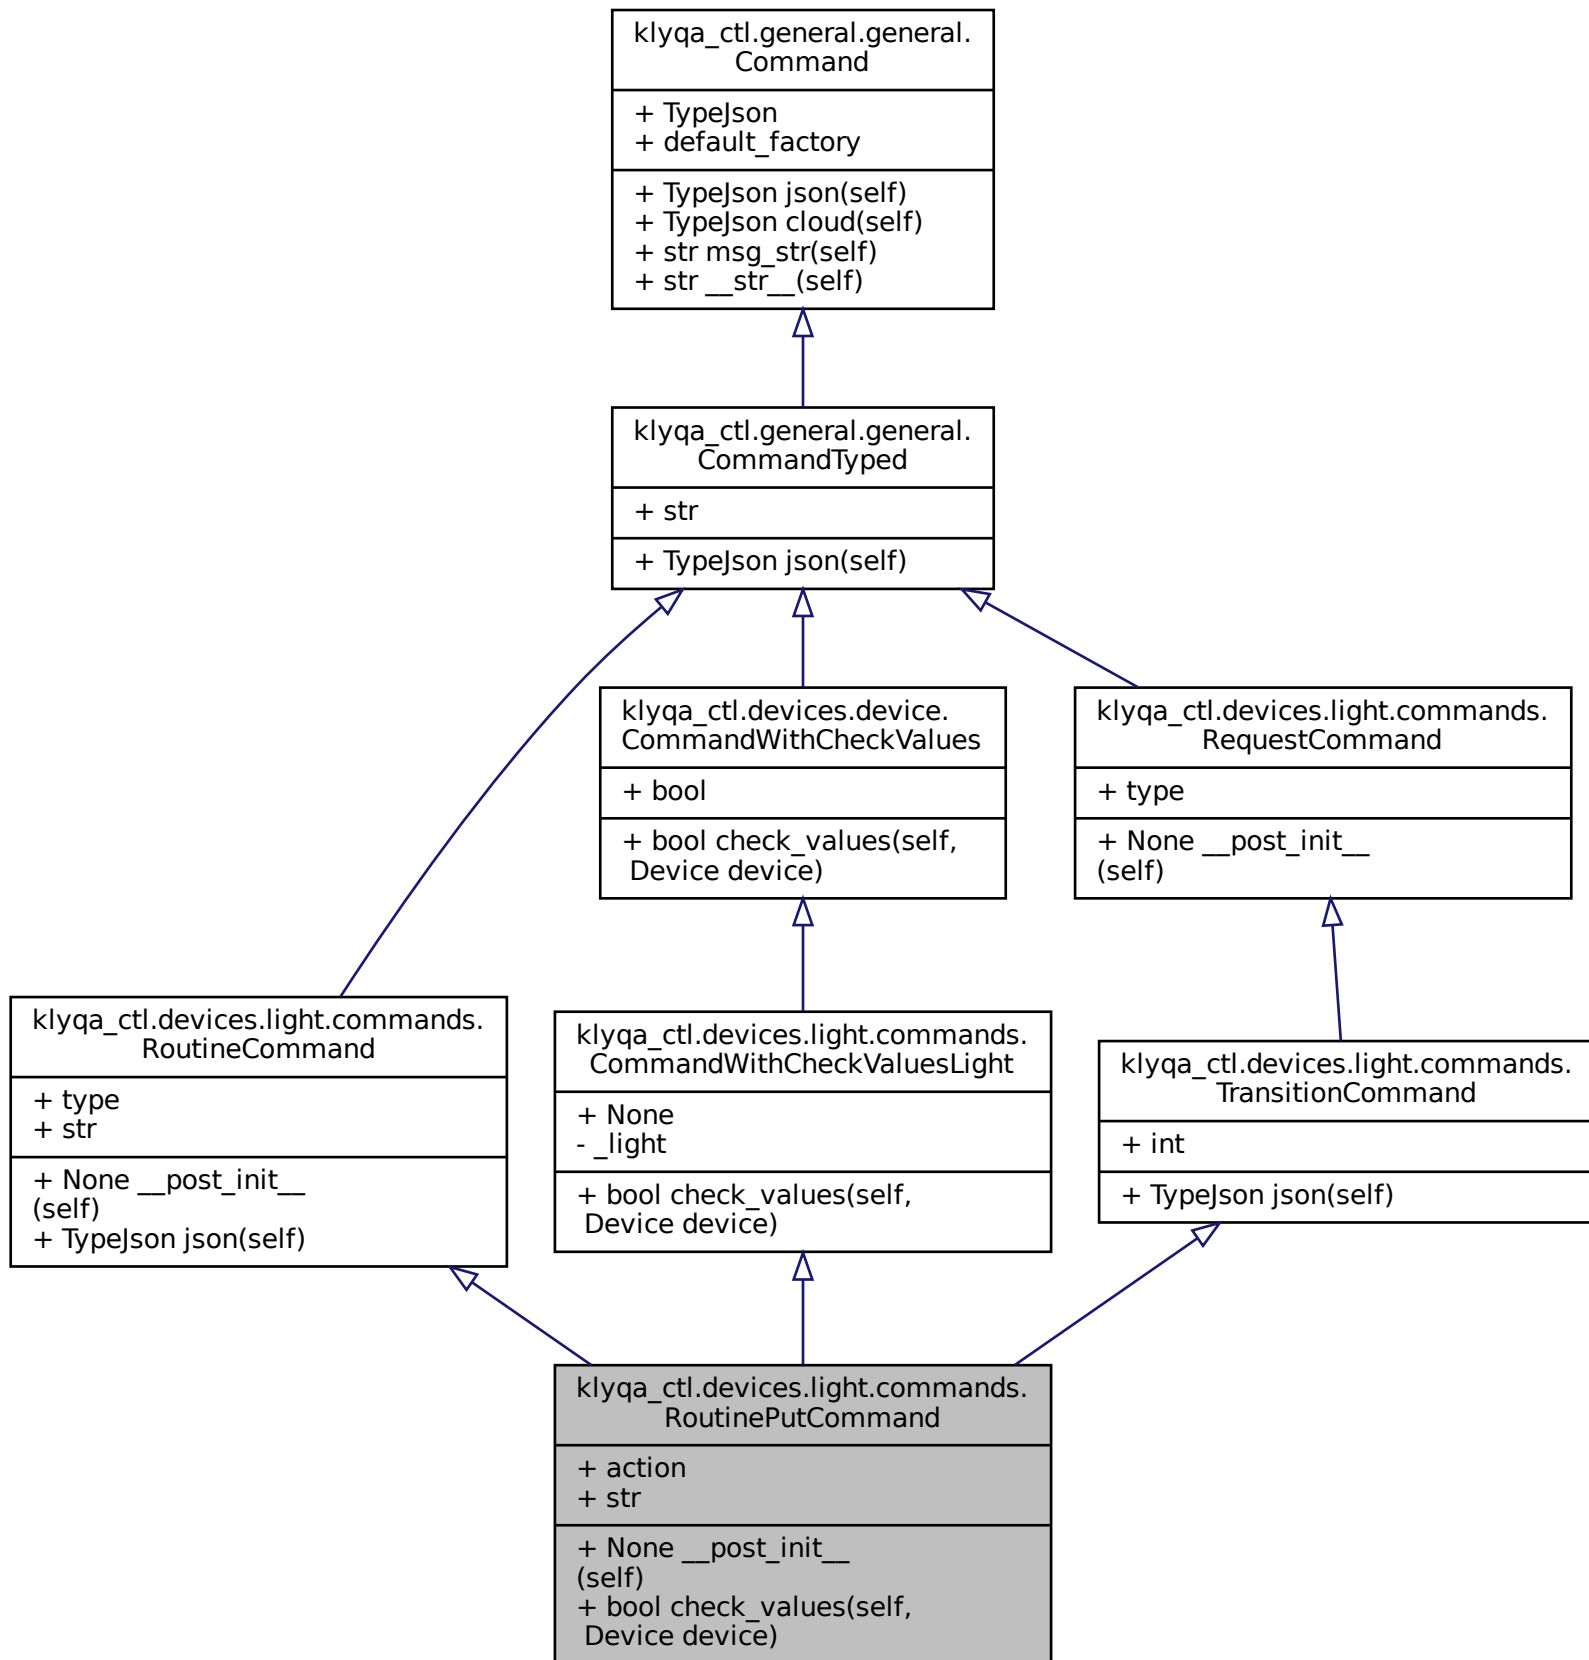 klyqa_ctl.general.general.
Command
+ TypeJson
+ default_factory
+ TypeJson json(self)
+ TypeJson cloud(self)
+ str msg_str(self)
+ str __str__(self)
klyqa_ctl.general.general.
CommandTyped
+ str
+ TypeJson json(self)
klyqa_ctl.devices.device.
CommandWithCheckValues
+ bool
+ bool check_values(self,
Device device)
klyqa_ctl.devices.light.commands.
RequestCommand
+ type
+ None __post_init__
(self)
klyqa_ctl.devices.light.commands.
RoutineCommand
+ type
+ str
+ None __post_init__
(self)
+ TypeJson json(self)
klyqa_ctl.devices.light.commands.
CommandWithCheckValuesLight
+ None
- _light
+ bool check_values(self,
Device device)
klyqa_ctl.devices.light.commands.
TransitionCommand
+ int
+ TypeJson json(self)
klyqa_ctl.devices.light.commands.
RoutinePutCommand
+ action
+ str
+ None __post_init__
(self)
+ bool check_values(self,
Device device)